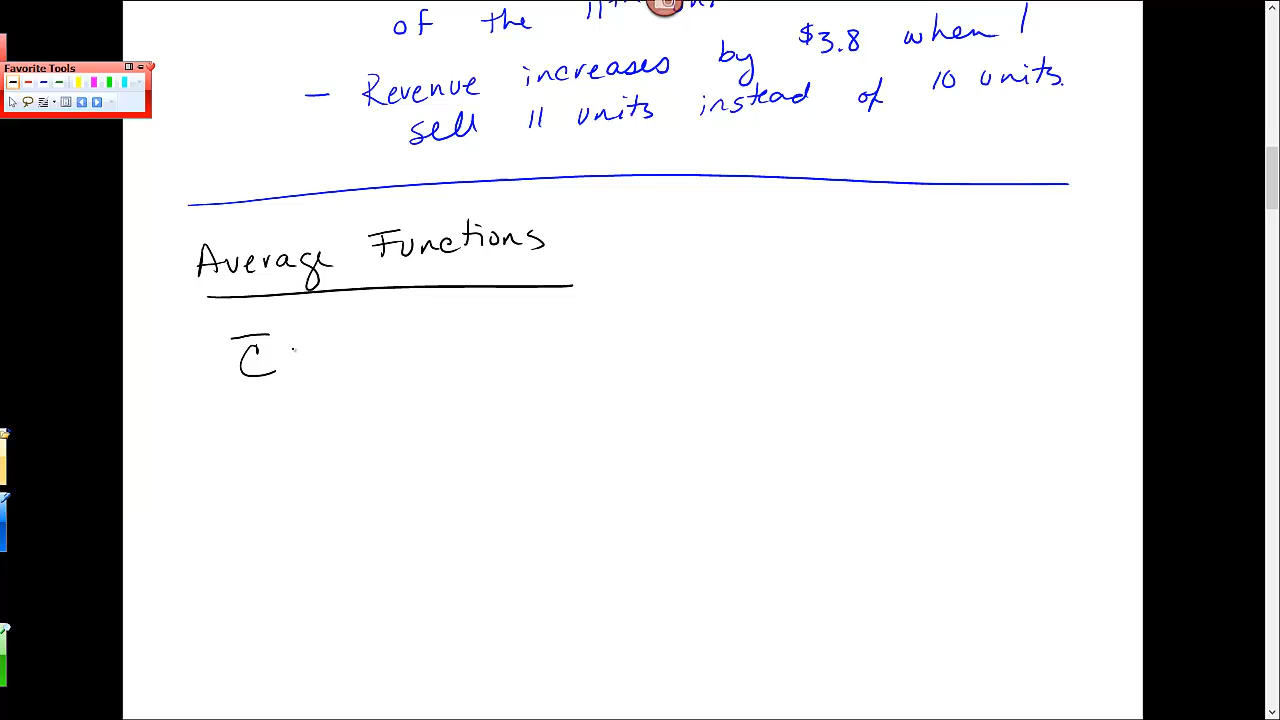 of the 11th
– Revenue increases by $3.8 when I
sell 11 units instead of 10 units.
Favorite Tools
Average Functions
C̅